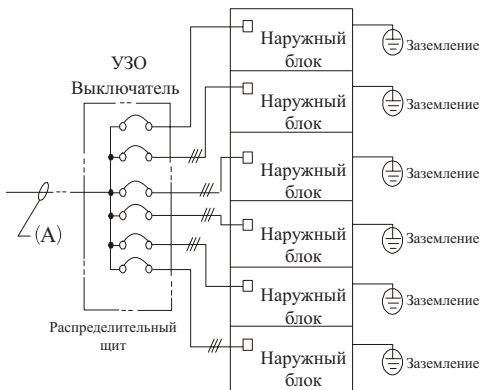 УЗО
Выключатель
(A)
Распределительный
щит
Наружный
блок
Заземление
Наружный
блок
Заземление
Наружный
блок
Заземление
Наружный
блок
Заземление
Наружный
блок
Заземление
Наружный
блок
Заземление